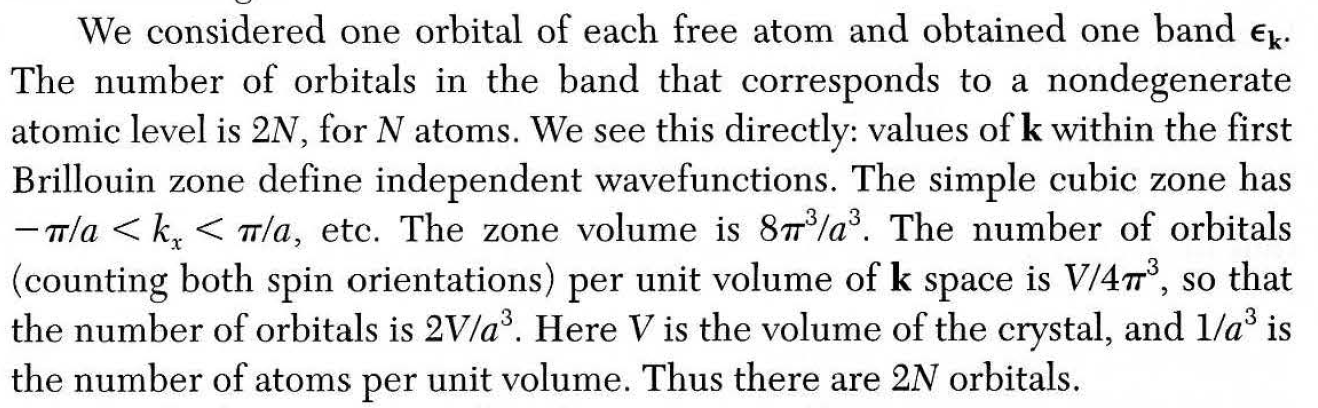 We considered one orbital of each free atom and obtained one band ϵₖ.
The number of orbitals in the band that corresponds to a nondegenerate
atomic level is 2N, for N atoms. We see this directly: values of k within the first
Brillouin zone define independent wavefunctions. The simple cubic zone has
−π/a < kₓ < π/a, etc. The zone volume is 8π³/a³. The number of orbitals
(counting both spin orientations) per unit volume of k space is V/4π³, so that
the number of orbitals is 2V/a³. Here V is the volume of the crystal, and 1/a³ is
the number of atoms per unit volume. Thus there are 2N orbitals.